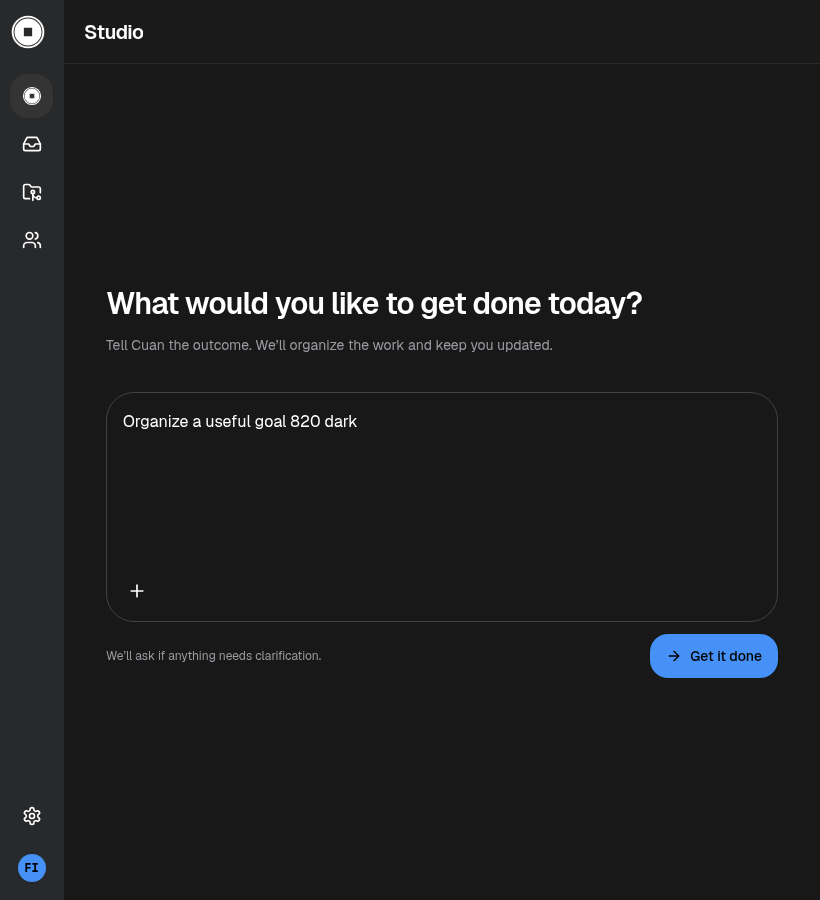 Studio
What would you like to get done today?
Tell Cuan the outcome. We’ll organize the work and keep you updated.
Organize a useful goal 820 dark
We’ll ask if anything needs clarification.
Get it done
FI